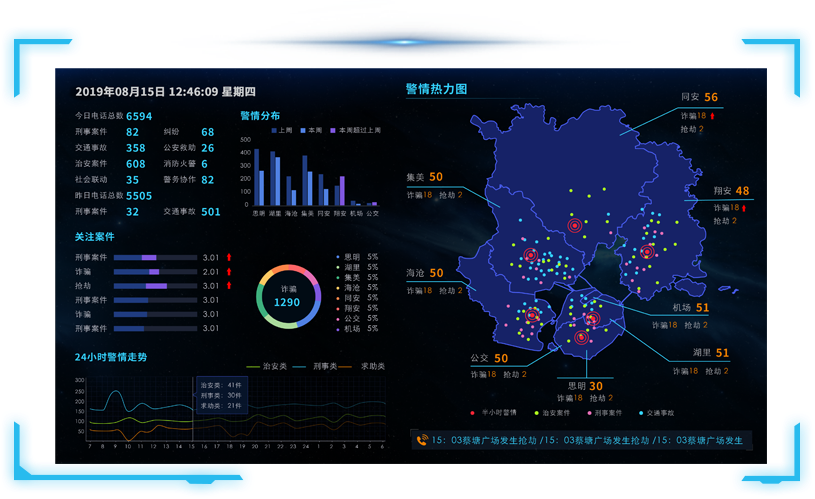 2019年08月15日 12:46:09 星期四
今日电话总数 6594
刑事案件 82 纠纷 68
交通事故 358 公安救助 26
治安案件 608 消防火警 6
社会联动 35 警务协作 82
昨日电话总数 5505
刑事案件 32 交通事故 501
警情分布
上周 本周 本周超过上周
500
400
300
200
100
0
思明 湖里 海沧 集美 同安 翔安 机场 公交
关注案件
刑事案件 3.01
诈骗 2.01
抢劫 3.01
刑事案件 3.01
诈骗 3.01
刑事案件 3.01
诈骗
1290
思明 5%
湖里 5%
集美 5%
海沧 5%
同安 5%
翔安 5%
公交 5%
机场 5%
24小时警情走势
治安类 刑事类 求助类
300
250
200
150
100
50
治安类: 41件
刑事类: 30件
求助类: 21件
7 8 9 10 11 12 13 14 15 16 17 18 19 20 21 22 23 24 1 2 3 4 5 6
警情热力图
同安 56
诈骗18
抢劫 2
集美 50
诈骗18 抢劫 2
翔安 48
诈骗18
抢劫 2
海沧 50
诈骗18 抢劫 2
机场 51
诈骗18 抢劫 2
湖里 51
诈骗18 抢劫 2
公交 50
诈骗18 抢劫 2
思明 30
诈骗18 抢劫 2
半小时警情 治安案件 刑事案件 交通事故
15：03蔡塘广场发生抢劫 /15：03蔡塘广场发生抢劫 /15：03蔡塘广场发生